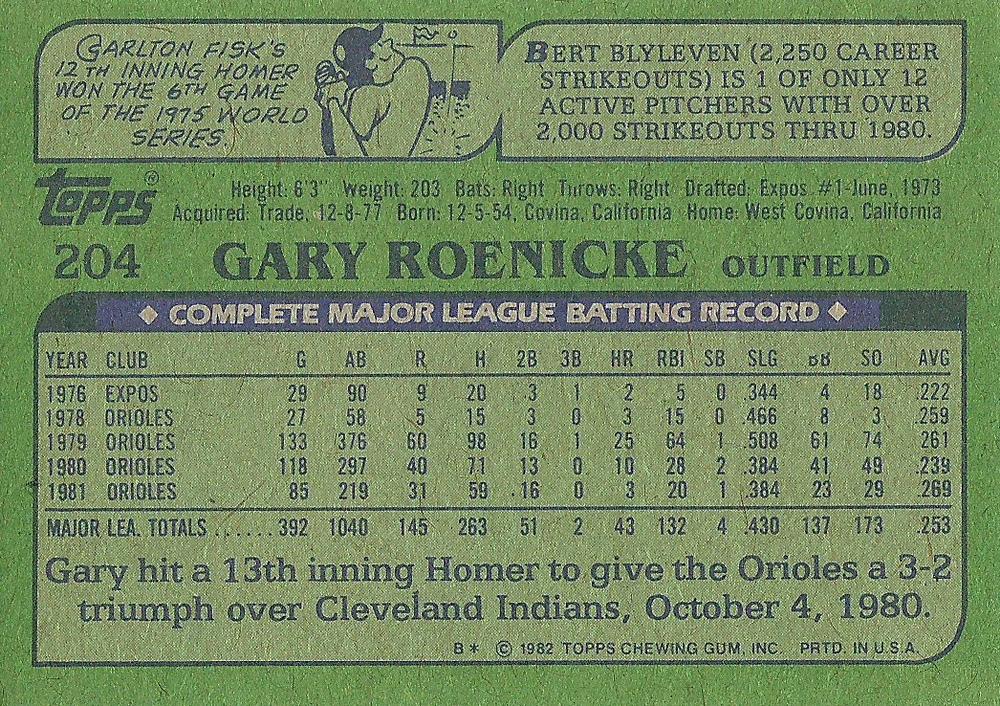 CARLTON FISK'S
12TH INNING HOMER
WON THE 6TH GAME
OF THE 1975 WORLD
SERIES.
BERT BLYLEVEN (2,250 CAREER
STRIKEOUTS) IS 1 OF ONLY 12
ACTIVE PITCHERS WITH OVER
2,000 STRIKEOUTS THRU 1980.
TOPPS®
Height: 6'3" Weight: 203 Bats: Right Throws: Right Drafted: Expos #1-June, 1973
Acquired: Trade, 12-8-77 Born: 12-5-54, Covina, California Home: West Covina, California
204 GARY ROENICKE OUTFIELD
◆ COMPLETE MAJOR LEAGUE BATTING RECORD ◆
YEAR CLUB G AB R H 2B 3B HR RBI SB SLG BB SO AVG
1976 EXPOS 29 90 9 20 3 1 2 5 0 .344 4 18 .222
1978 ORIOLES 27 58 5 15 3 0 3 15 0 .466 8 3 .259
1979 ORIOLES 133 376 60 98 16 1 25 64 1 .508 61 74 .261
1980 ORIOLES 118 297 40 71 13 0 10 28 2 .384 41 49 .239
1981 ORIOLES 85 219 31 59 16 0 3 20 1 .384 23 29 .269
MAJOR LEA. TOTALS ...... 392 1040 145 263 51 2 43 132 4 .430 137 173 .253
Gary hit a 13th inning Homer to give the Orioles a 3-2
triumph over Cleveland Indians, October 4, 1980.
B* © 1982 TOPPS CHEWING GUM, INC. PRTD. IN U.S.A.